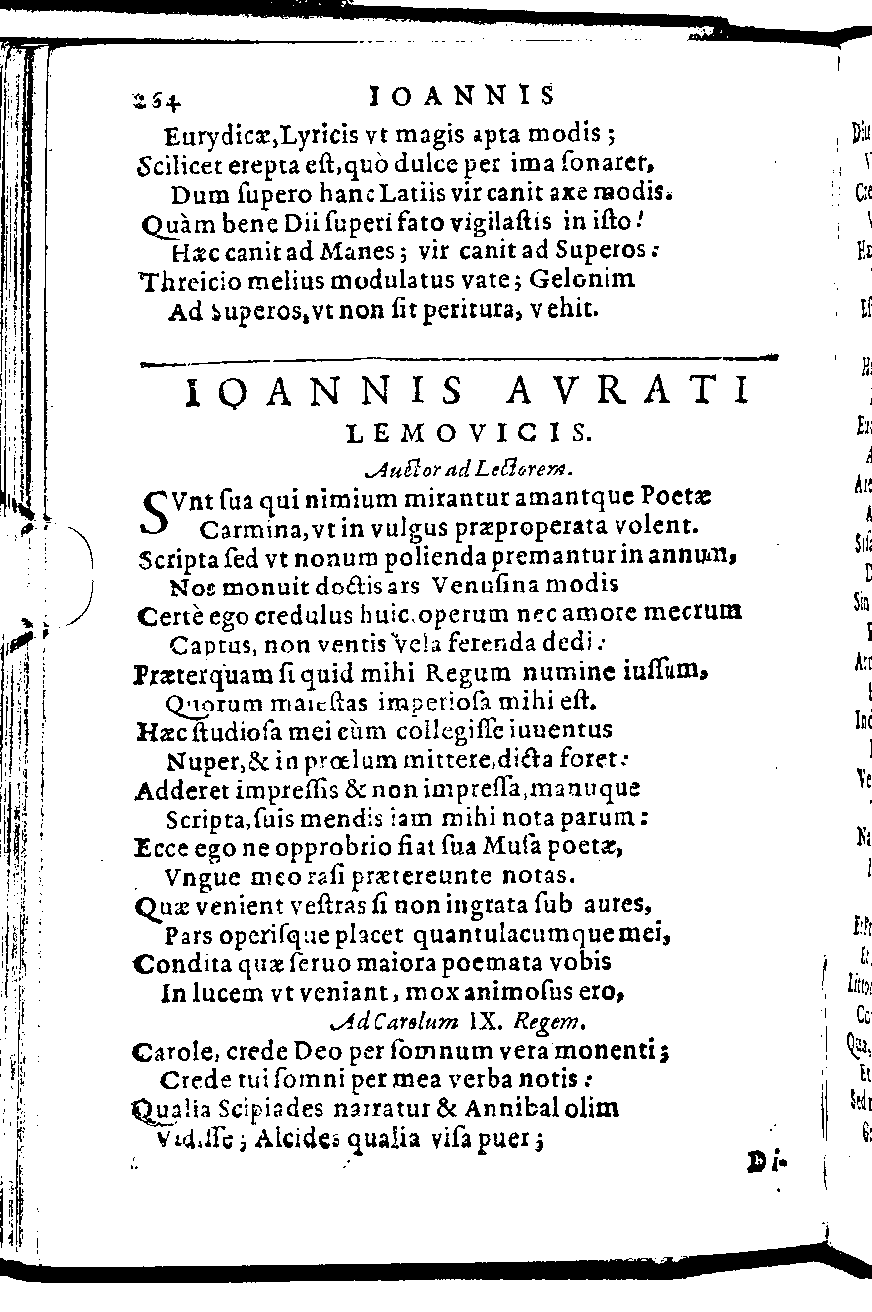 264 IOANNIS
Eurydicæ, Lyricis vt magis apta modis ;
Scilicet erepta eſt, quò dulce per ima ſonaret,
Dum ſupero hanc Latiis vir canit axe modis.
Quàm bene Dii ſuperi fato vigilaſtis in iſto!
Hæc canit ad Manes ; vir canit ad Superos :
Threicio melius modulatus vate ; Gelonim
Ad Superos, vt non ſit peritura, vehit.
IOANNIS AVRATI
LEMOVICIS.
Auctor ad Lectorem.
SVnt ſua qui nimium mirantur amantque Poetæ
Carmina, vt in vulgus præproperata volent.
Scripta ſed vt nonum polienda premantur in annum,
Nos monuit doctis ars Venuſina modis
Certè ego credulus huic, operum nec amore meorum
Captus, non ventis vela ferenda dedi :
Præterquam ſi quid mihi Regum numine iuſſum,
Quorum maieſtas imperioſa mihi eſt.
Hæc ſtudioſa mei cùm collegiſſe iuuentus
Nuper, & in prœlum mittere, dicta foret :
Adderet impreſſis & non impreſſa, manuque
Scripta, ſuis mendis iam mihi nota parum :
Ecce ego ne opprobrio fiat ſua Muſa poetæ,
Vngue meo raſi prætereunte notas.
Quæ venient veſtras ſi non ingrata ſub aures,
Pars operiſque placet quantulacumque mei,
Condita quæ ſeruo maiora poemata vobis
In lucem vt veniant, mox animoſus ero,
Ad Carolum IX. Regem.
Carole, crede Deo per ſomnum vera monenti ;
Crede tui ſomni per mea verba notis :
Qualia Scipiades narratur & Annibal olim
Vidiſſe ; Alcides qualia viſa puer ;
Di-